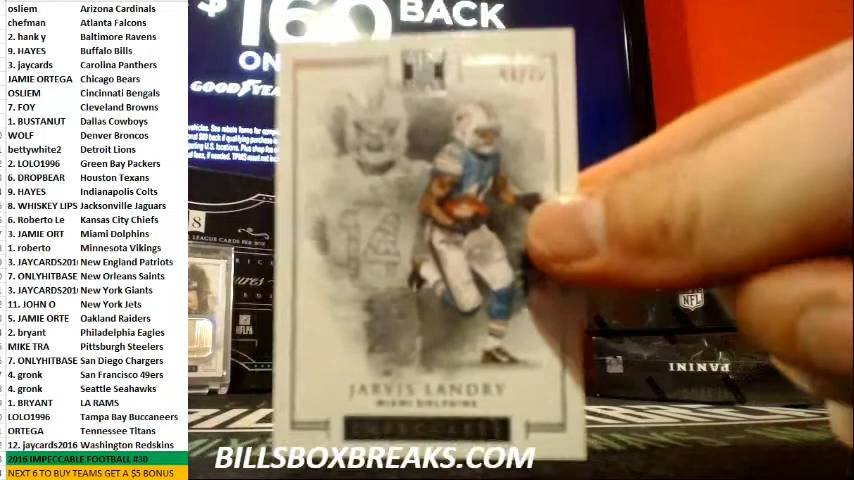 osliem Arizona Cardinals
chefman Atlanta Falcons
2. hank y Baltimore Ravens
9. HAYES Buffalo Bills
3. jaycards Carolina Panthers
JAMIE ORTEGA Chicago Bears
OSLIEM Cincinnati Bengals
7. FOY Cleveland Browns
1. BUSTANUT Dallas Cowboys
WOLF Denver Broncos
bettywhite2 Detroit Lions
2. LOLO1996 Green Bay Packers
6. DROPBEAR Houston Texans
9. HAYES Indianapolis Colts
8. WHISKEY LIPS Jacksonville Jaguars
6. Roberto Le Kansas City Chiefs
3. JAMIE ORT Miami Dolphins
1. roberto Minnesota Vikings
3. JAYCARDS201 New England Patriots
7. ONLYHITBASE New Orleans Saints
3. JAYCARDS201 New York Giants
11. JOHN O New York Jets
5. JAMIE ORTE Oakland Raiders
2. bryant Philadelphia Eagles
MIKE TRA Pittsburgh Steelers
7. ONLYHITBASE San Diego Chargers
4. gronk San Francisco 49ers
4. gronk Seattle Seahawks
1. BRYANT LA RAMS
LOLO1996 Tampa Bay Buccaneers
ORTEGA Tennessee Titans
12. jaycards2016 Washington Redskins
2016 IMPECCABLE FOOTBALL #30
NEXT 6 TO BUY TEAMS GET A $5 BONUS
$160 BACK
ON
GOODYEAR
JARVIS LANDRY
MIAMI DOLPHINS
NFL
PANINI
NFLPA
8
BILLSBOXBREAKS.COM